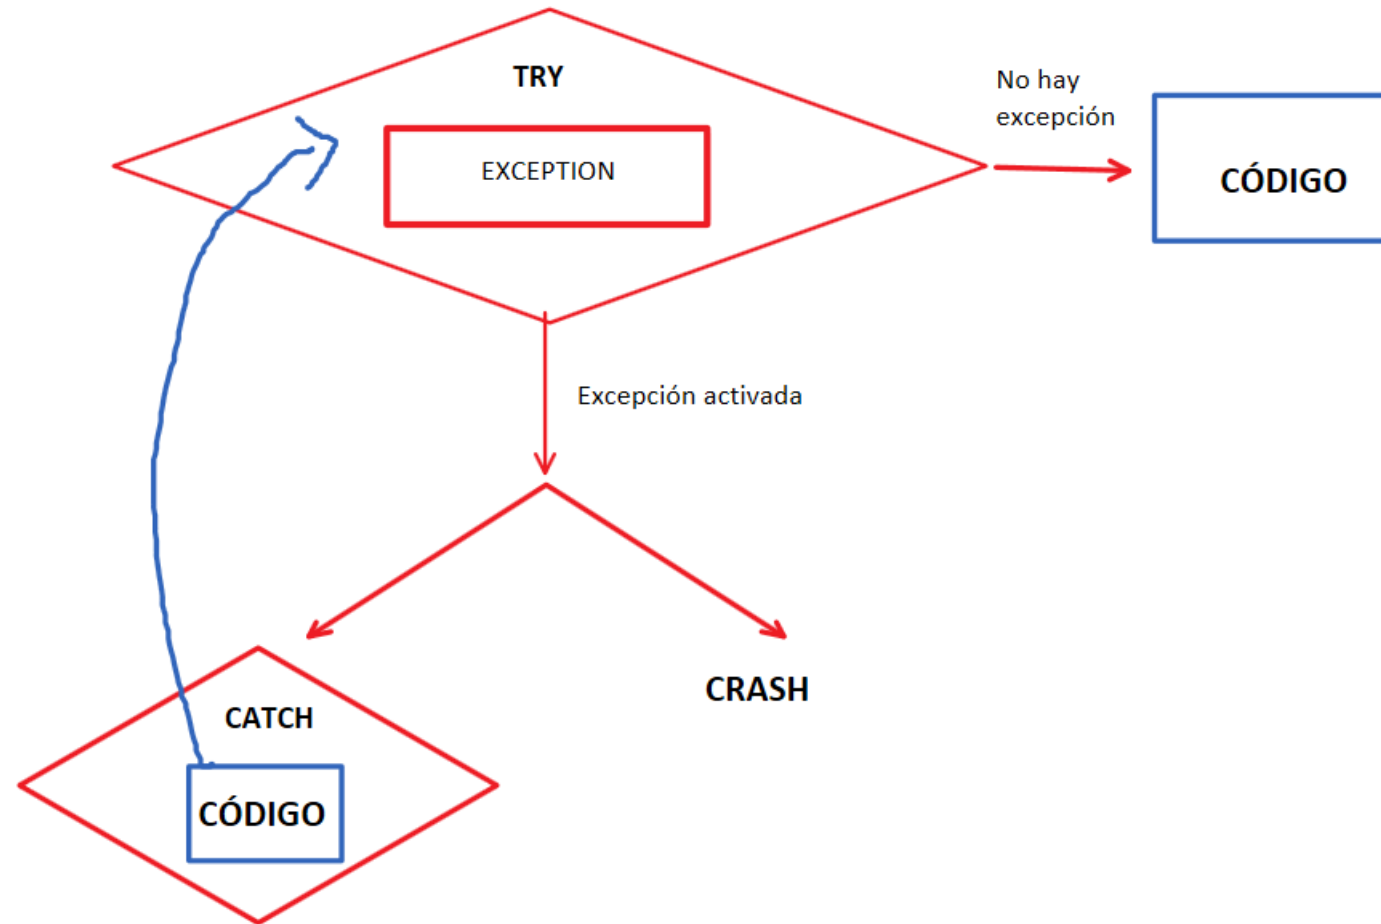 TRY
EXCEPTION
No hay
excepción
CÓDIGO
Excepción activada
CRASH
CATCH
CÓDIGO